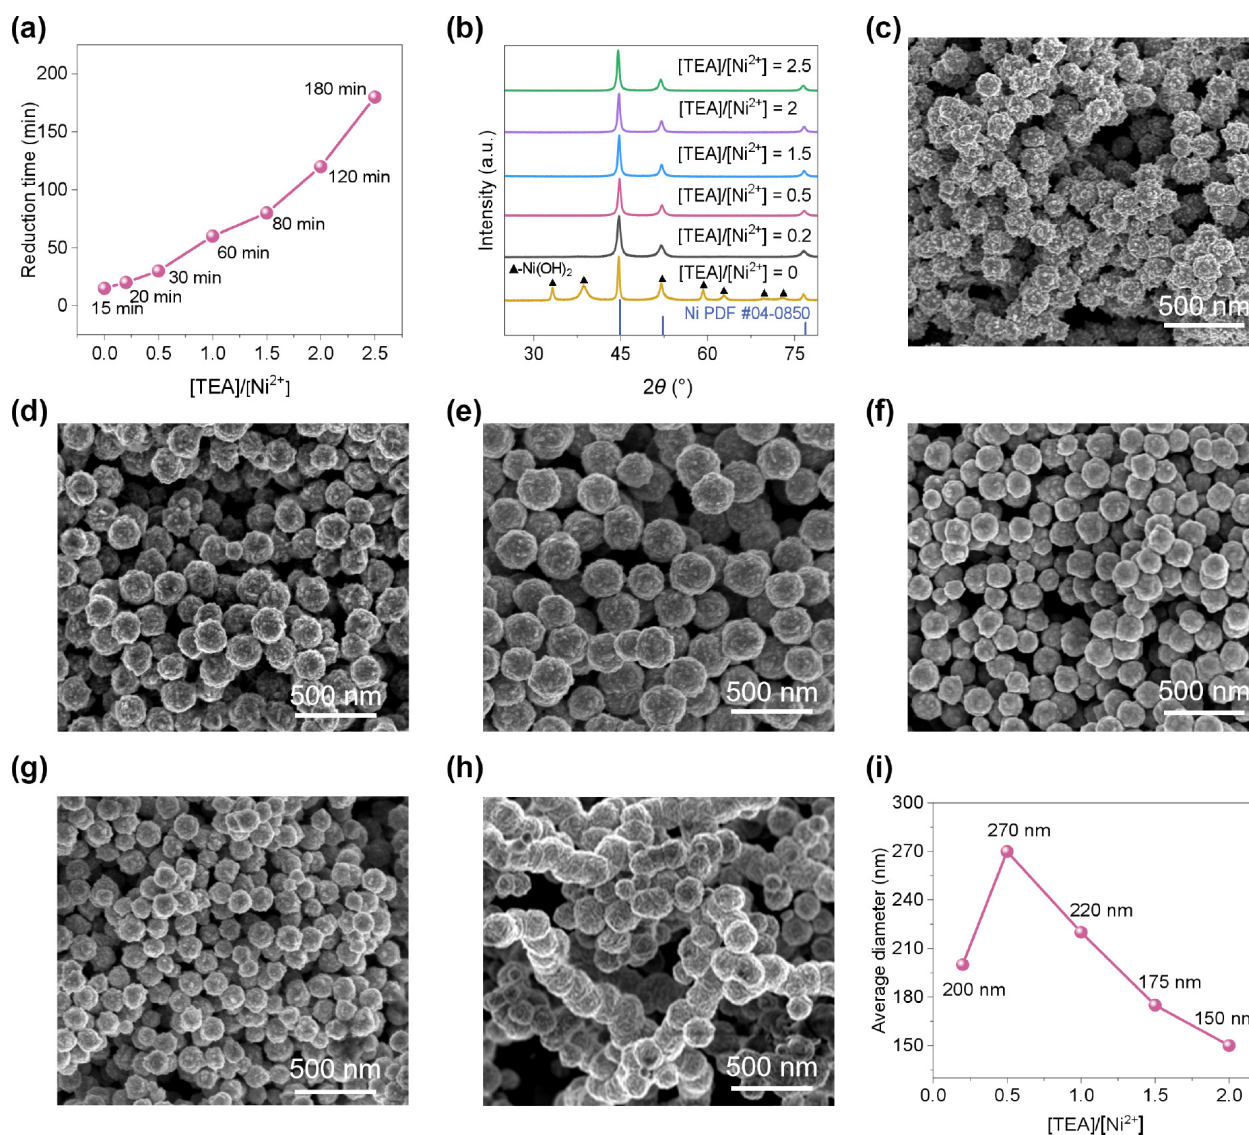 (a)
200
150
100
50
0
Reduction time (min)
180 min
120 min
80 min
60 min
30 min
20 min
15 min
0.0 0.5 1.0 1.5 2.0 2.5
[TEA]/[Ni²⁺]
(b)
Intensity (a.u.)
[TEA]/[Ni²⁺] = 2.5
[TEA]/[Ni²⁺] = 2
[TEA]/[Ni²⁺] = 1.5
[TEA]/[Ni²⁺] = 0.5
[TEA]/[Ni²⁺] = 0.2
▲-Ni(OH)₂
[TEA]/[Ni²⁺] = 0
Ni PDF #04-0850
30 45 60 75
2θ (°)
(c)
500 nm
(d)
500 nm
(e)
500 nm
(f)
500 nm
(g)
500 nm
(h)
500 nm
(i)
300
270
240
210
180
150
Average diameter (nm)
270 nm
220 nm
200 nm
175 nm
150 nm
0.0 0.5 1.0 1.5 2.0
[TEA]/[Ni²⁺]